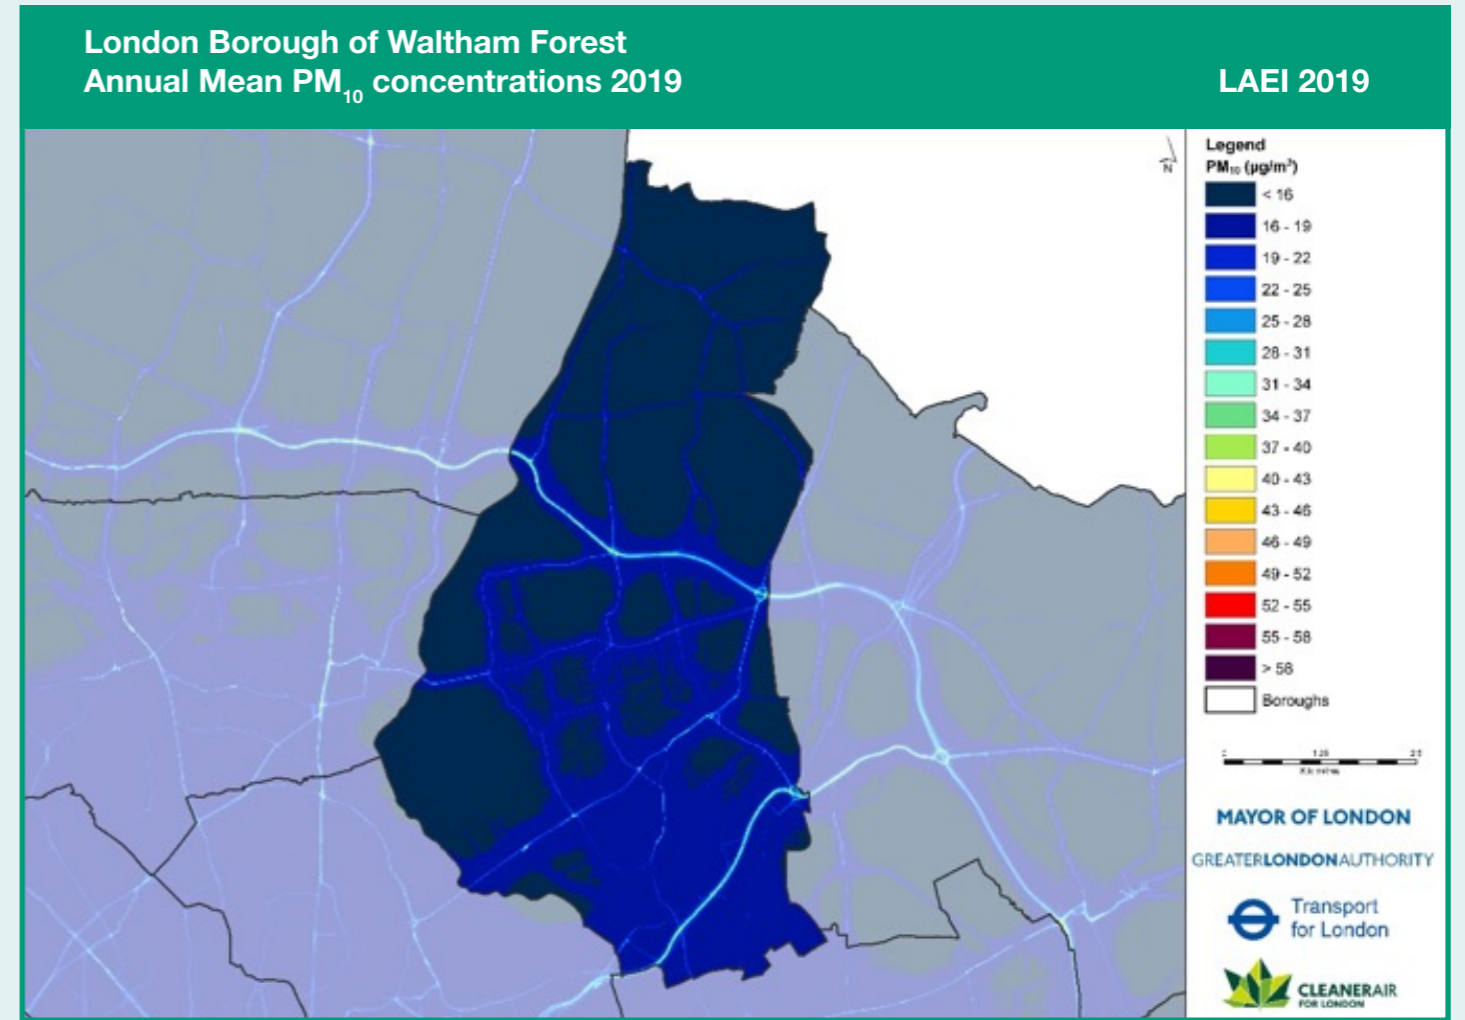 London Borough of Waltham Forest
Annual Mean PM₁₀ concentrations 2019
LAEI 2019
Legend
PM₁₀ (µg/m³)
< 16
16 - 19
19 - 22
22 - 25
25 - 28
28 - 31
31 - 34
34 - 37
37 - 40
40 - 43
43 - 46
46 - 49
49 - 52
52 - 55
55 - 58
> 58
Boroughs
N
MAYOR OF LONDON
GREATERLONDONAUTHORITY
Transport
for London
CLEANERAIR
FOR LONDON